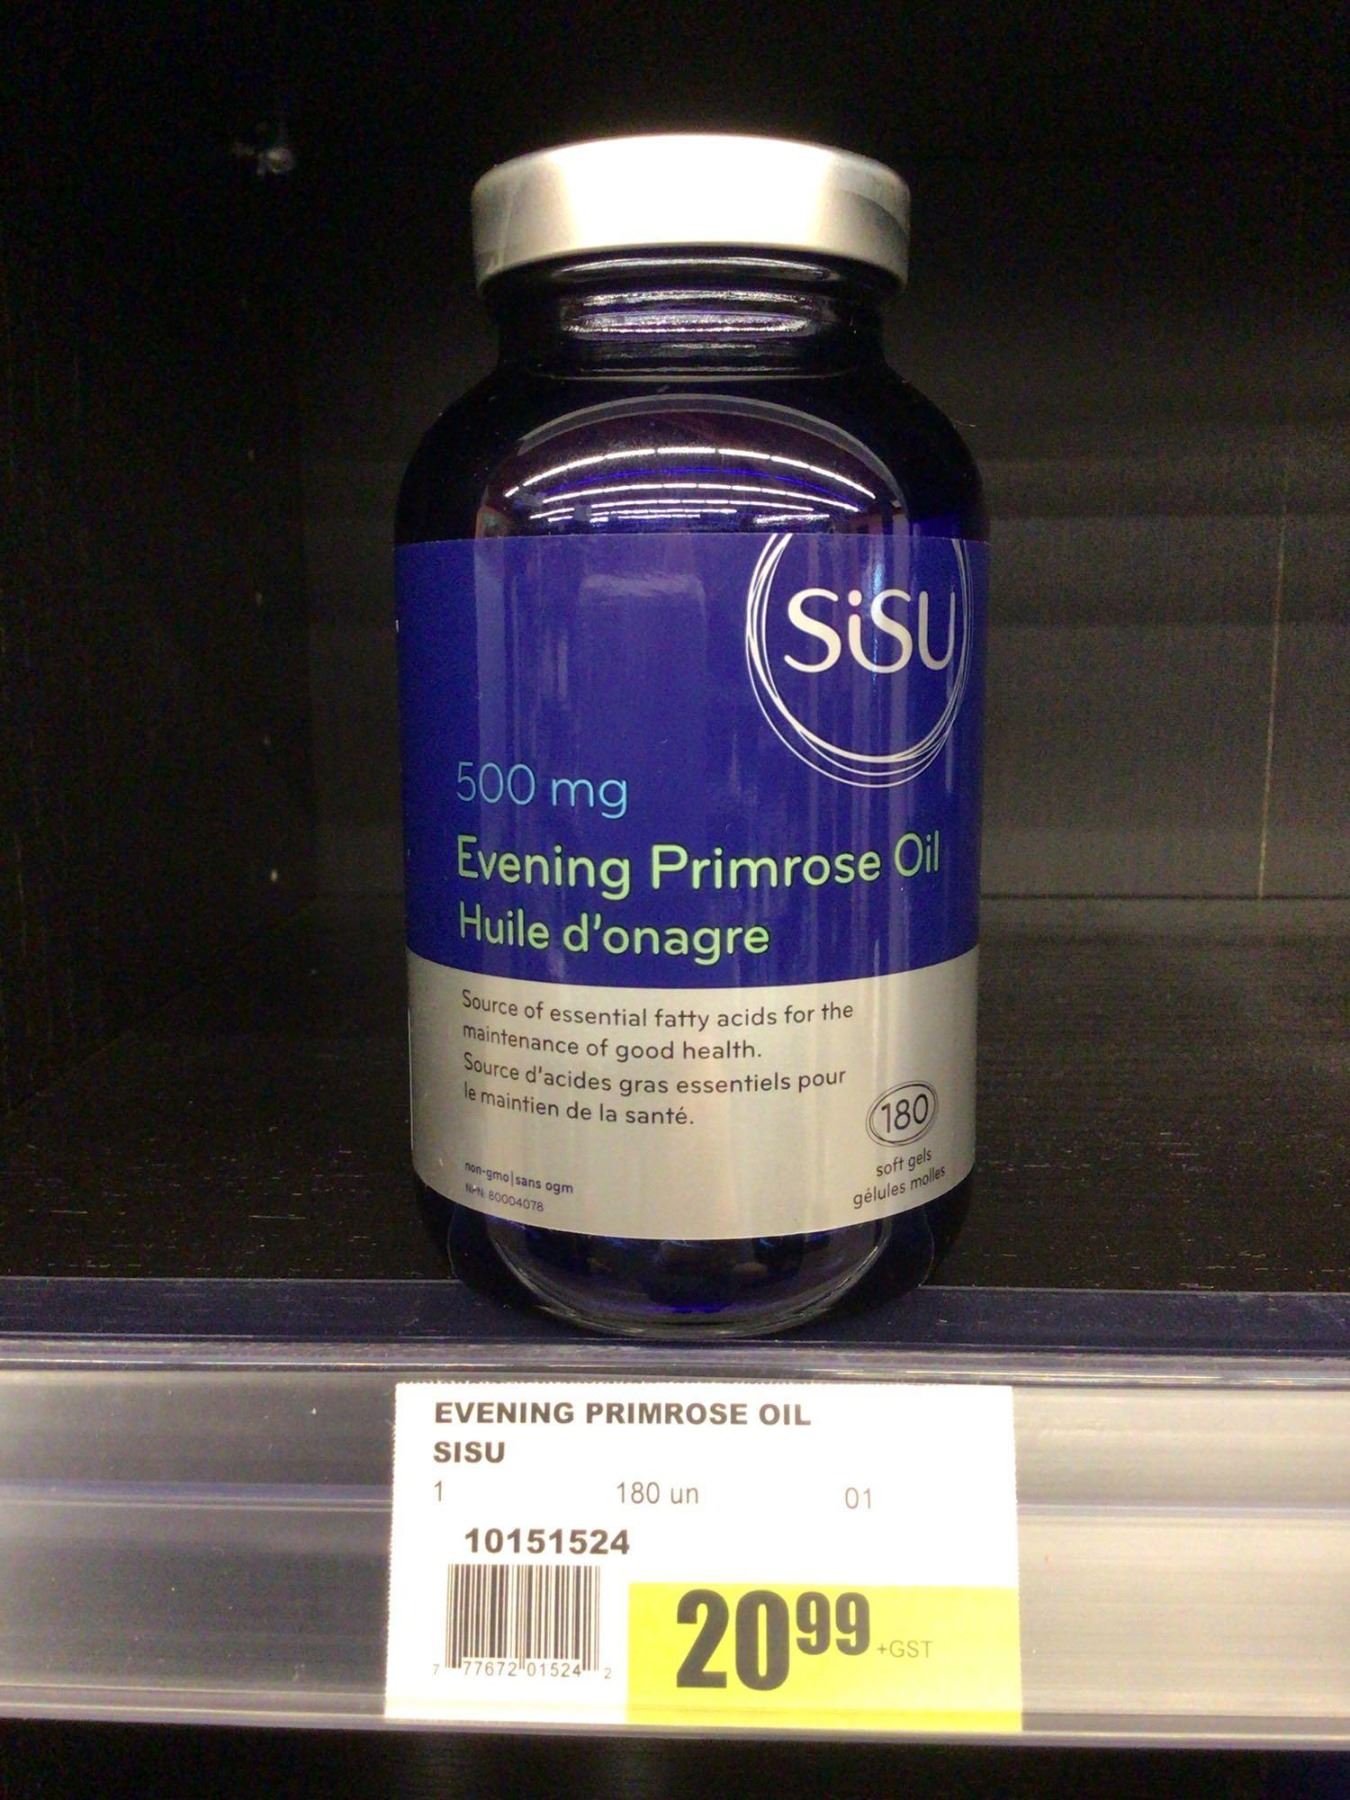 SiSU
500 mg
Evening Primrose Oil
Huile d'onagre
Source of essential fatty acids for the
maintenance of good health.
Source d'acides gras essentiels pour
le maintien de la santé.
180
soft gels
gélules molles
non-gmo|sans ogm
NPN: 80004078
EVENING PRIMROSE OIL
SISU
1 180 un 01
10151524
7 77672 01524 2
20 99 +GST